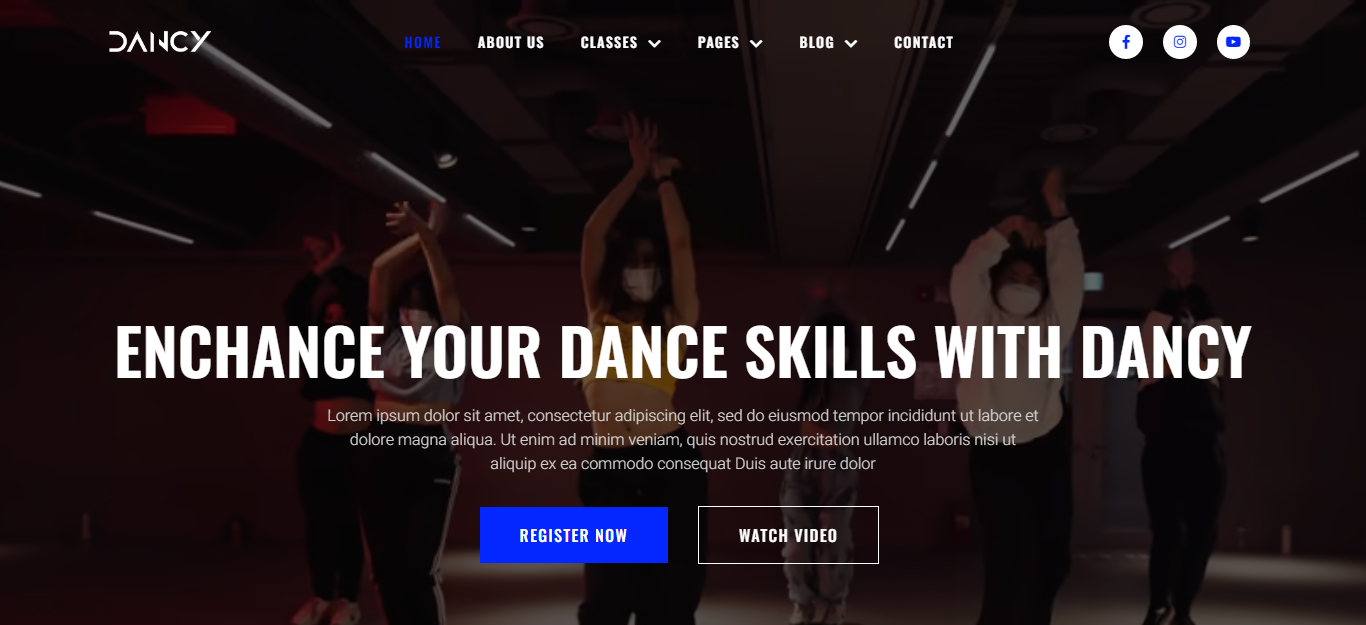 DANCY
HOME ABOUT US CLASSES PAGES BLOG CONTACT
ENCHANCE YOUR DANCE SKILLS WITH DANCY
Lorem ipsum dolor sit amet, consectetur adipiscing elit, sed do eiusmod tempor incididunt ut labore et
dolore magna aliqua. Ut enim ad minim veniam, quis nostrud exercitation ullamco laboris nisi ut
aliquip ex ea commodo consequat Duis aute irure dolor
REGISTER NOW WATCH VIDEO